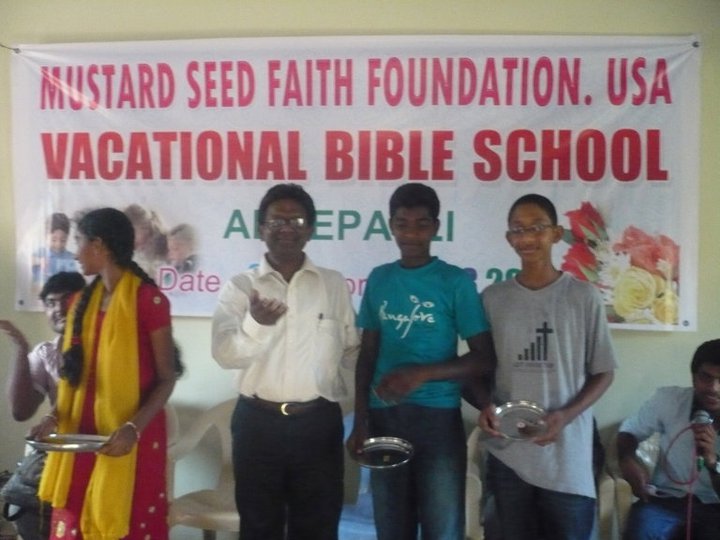 MUSTARD SEED FAITH FOUNDATION. USA
VACATIONAL BIBLE SCHOOL
Date